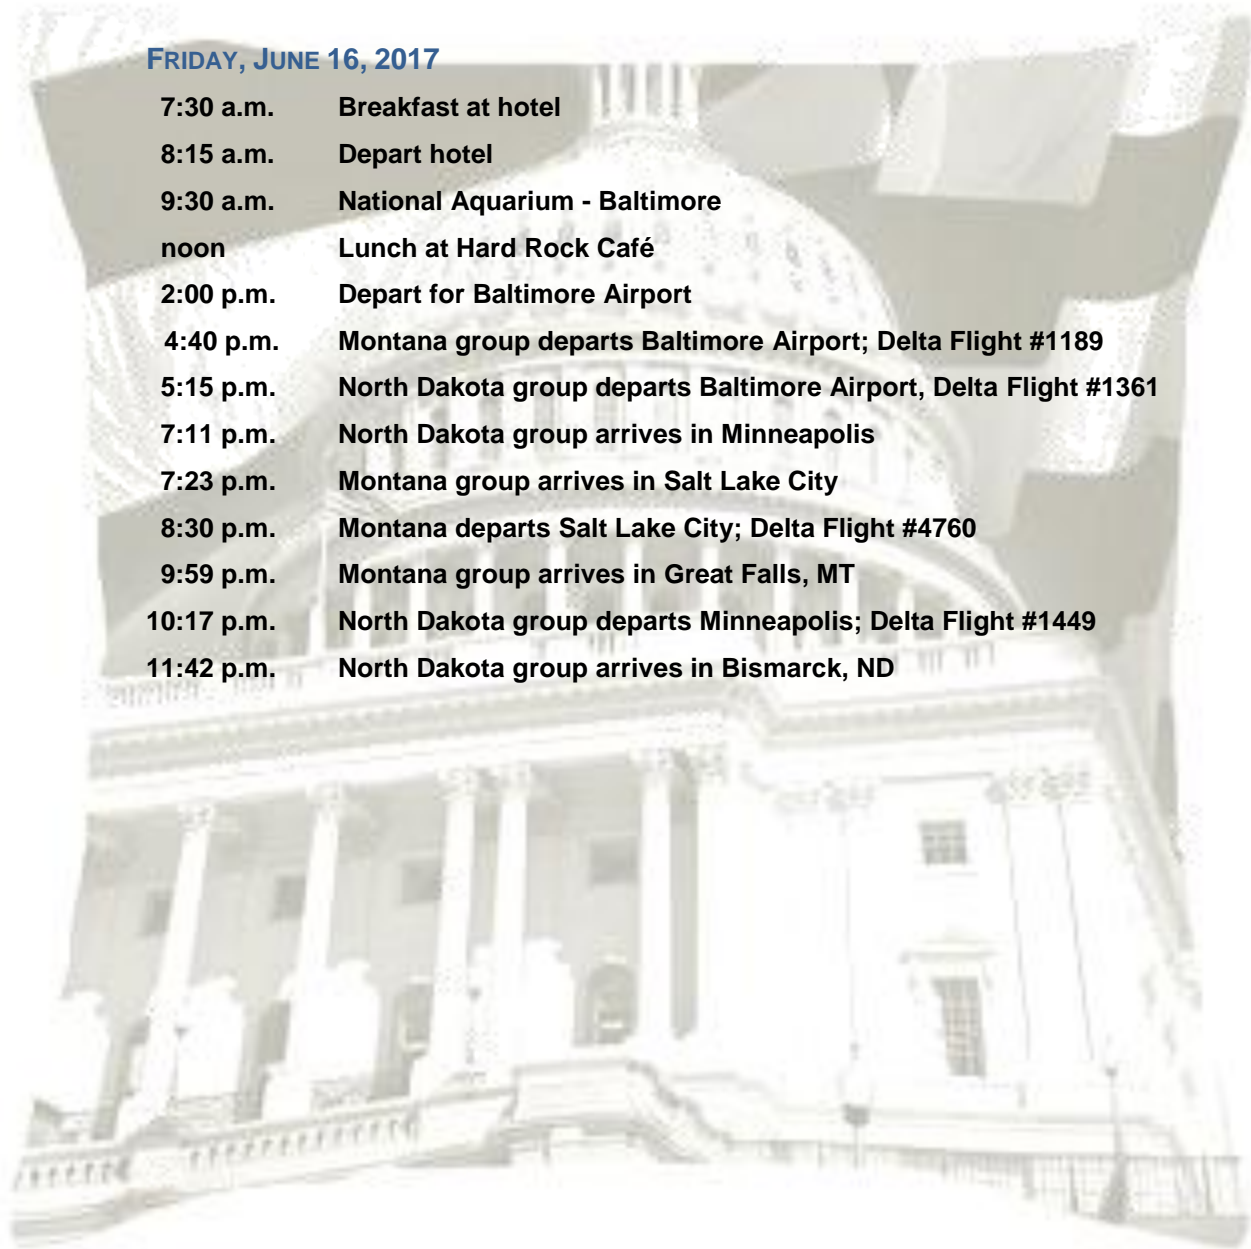 FRIDAY, JUNE 16, 2017
7:30 a.m. Breakfast at hotel
8:15 a.m. Depart hotel
9:30 a.m. National Aquarium - Baltimore
noon Lunch at Hard Rock Café
2:00 p.m. Depart for Baltimore Airport
4:40 p.m. Montana group departs Baltimore Airport; Delta Flight #1189
5:15 p.m. North Dakota group departs Baltimore Airport, Delta Flight #1361
7:11 p.m. North Dakota group arrives in Minneapolis
7:23 p.m. Montana group arrives in Salt Lake City
8:30 p.m. Montana departs Salt Lake City; Delta Flight #4760
9:59 p.m. Montana group arrives in Great Falls, MT
10:17 p.m. North Dakota group departs Minneapolis; Delta Flight #1449
11:42 p.m. North Dakota group arrives in Bismarck, ND